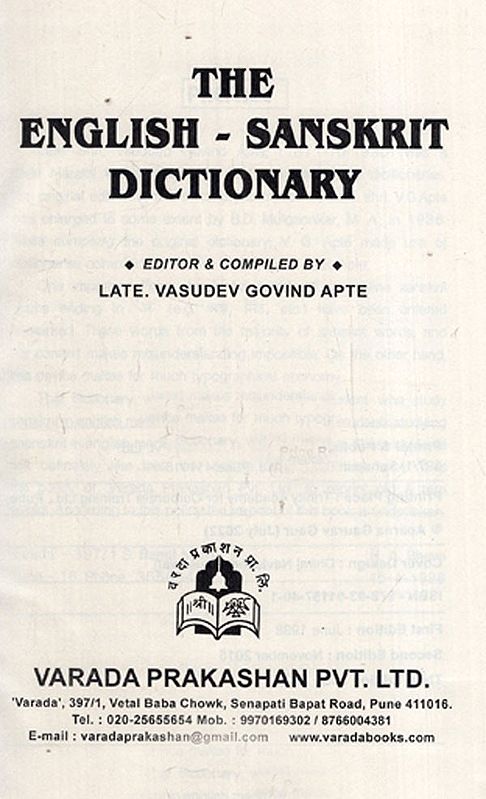 THE
ENGLISH - SANSKRIT
DICTIONARY
◆ EDITOR & COMPILED BY ◆
LATE. VASUDEV GOVIND APTE
वरदा प्रकाशन प्रा. लि.
॥श्री॥
VARADA PRAKASHAN PVT. LTD.
'Varada', 397/1, Vetal Baba Chowk, Senapati Bapat Road, Pune 411016.
Tel. : 020-25655654 Mob. : 9970169302 / 8766004381
E-mail : varadaprakashan@gmail.com www.varadabooks.com